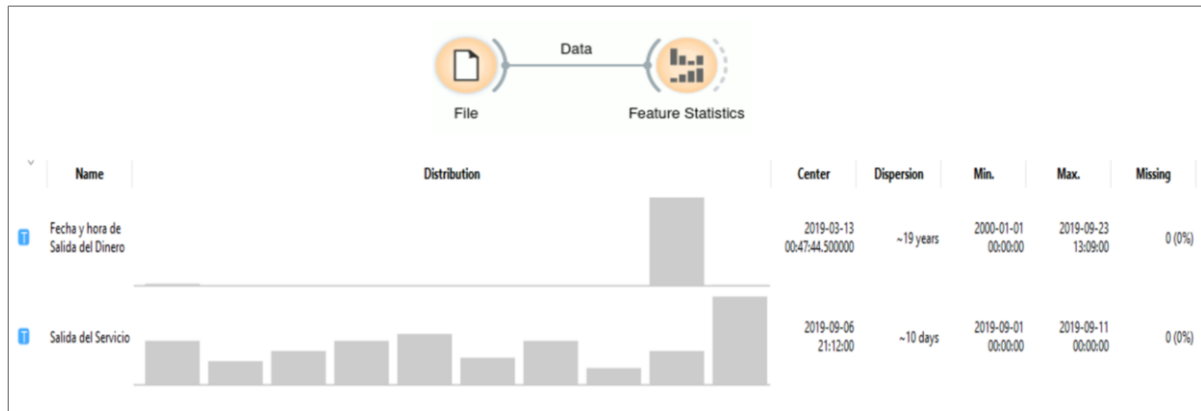 Data
File
Feature Statistics
Name
Distribution
Center
Dispersion
Min.
Max.
Missing
T
Fecha y hora de
Salida del Dinero
2019-03-13
00:47:44.500000
~19 years
2000-01-01
00:00:00
2019-09-23
13:09:00
0 (0%)
T
Salida del Servicio
2019-09-06
21:12:00
~10 days
2019-09-01
00:00:00
2019-09-11
00:00:00
0 (0%)